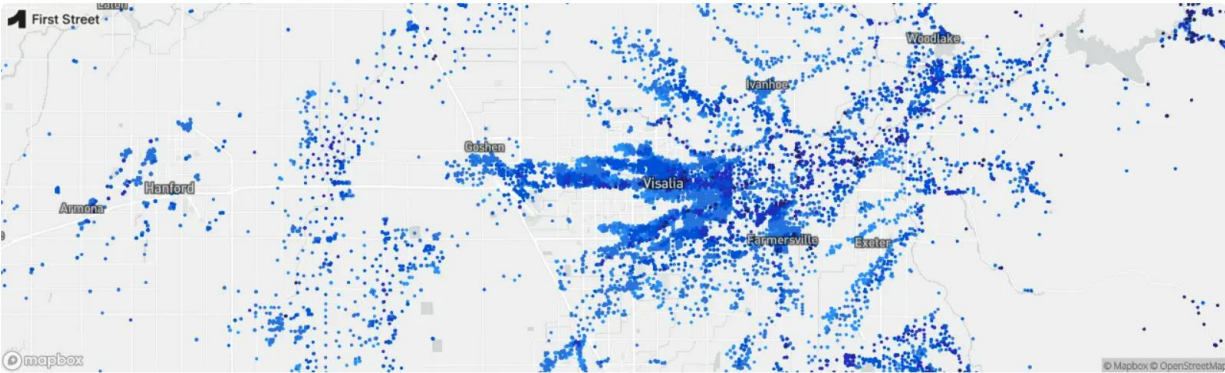 First Street
Woodlake
Ivanhoe
Goshen
Visalia
Hanford
Armona
Farmersville
Exeter
mapbox
© Mapbox © OpenStreetMap